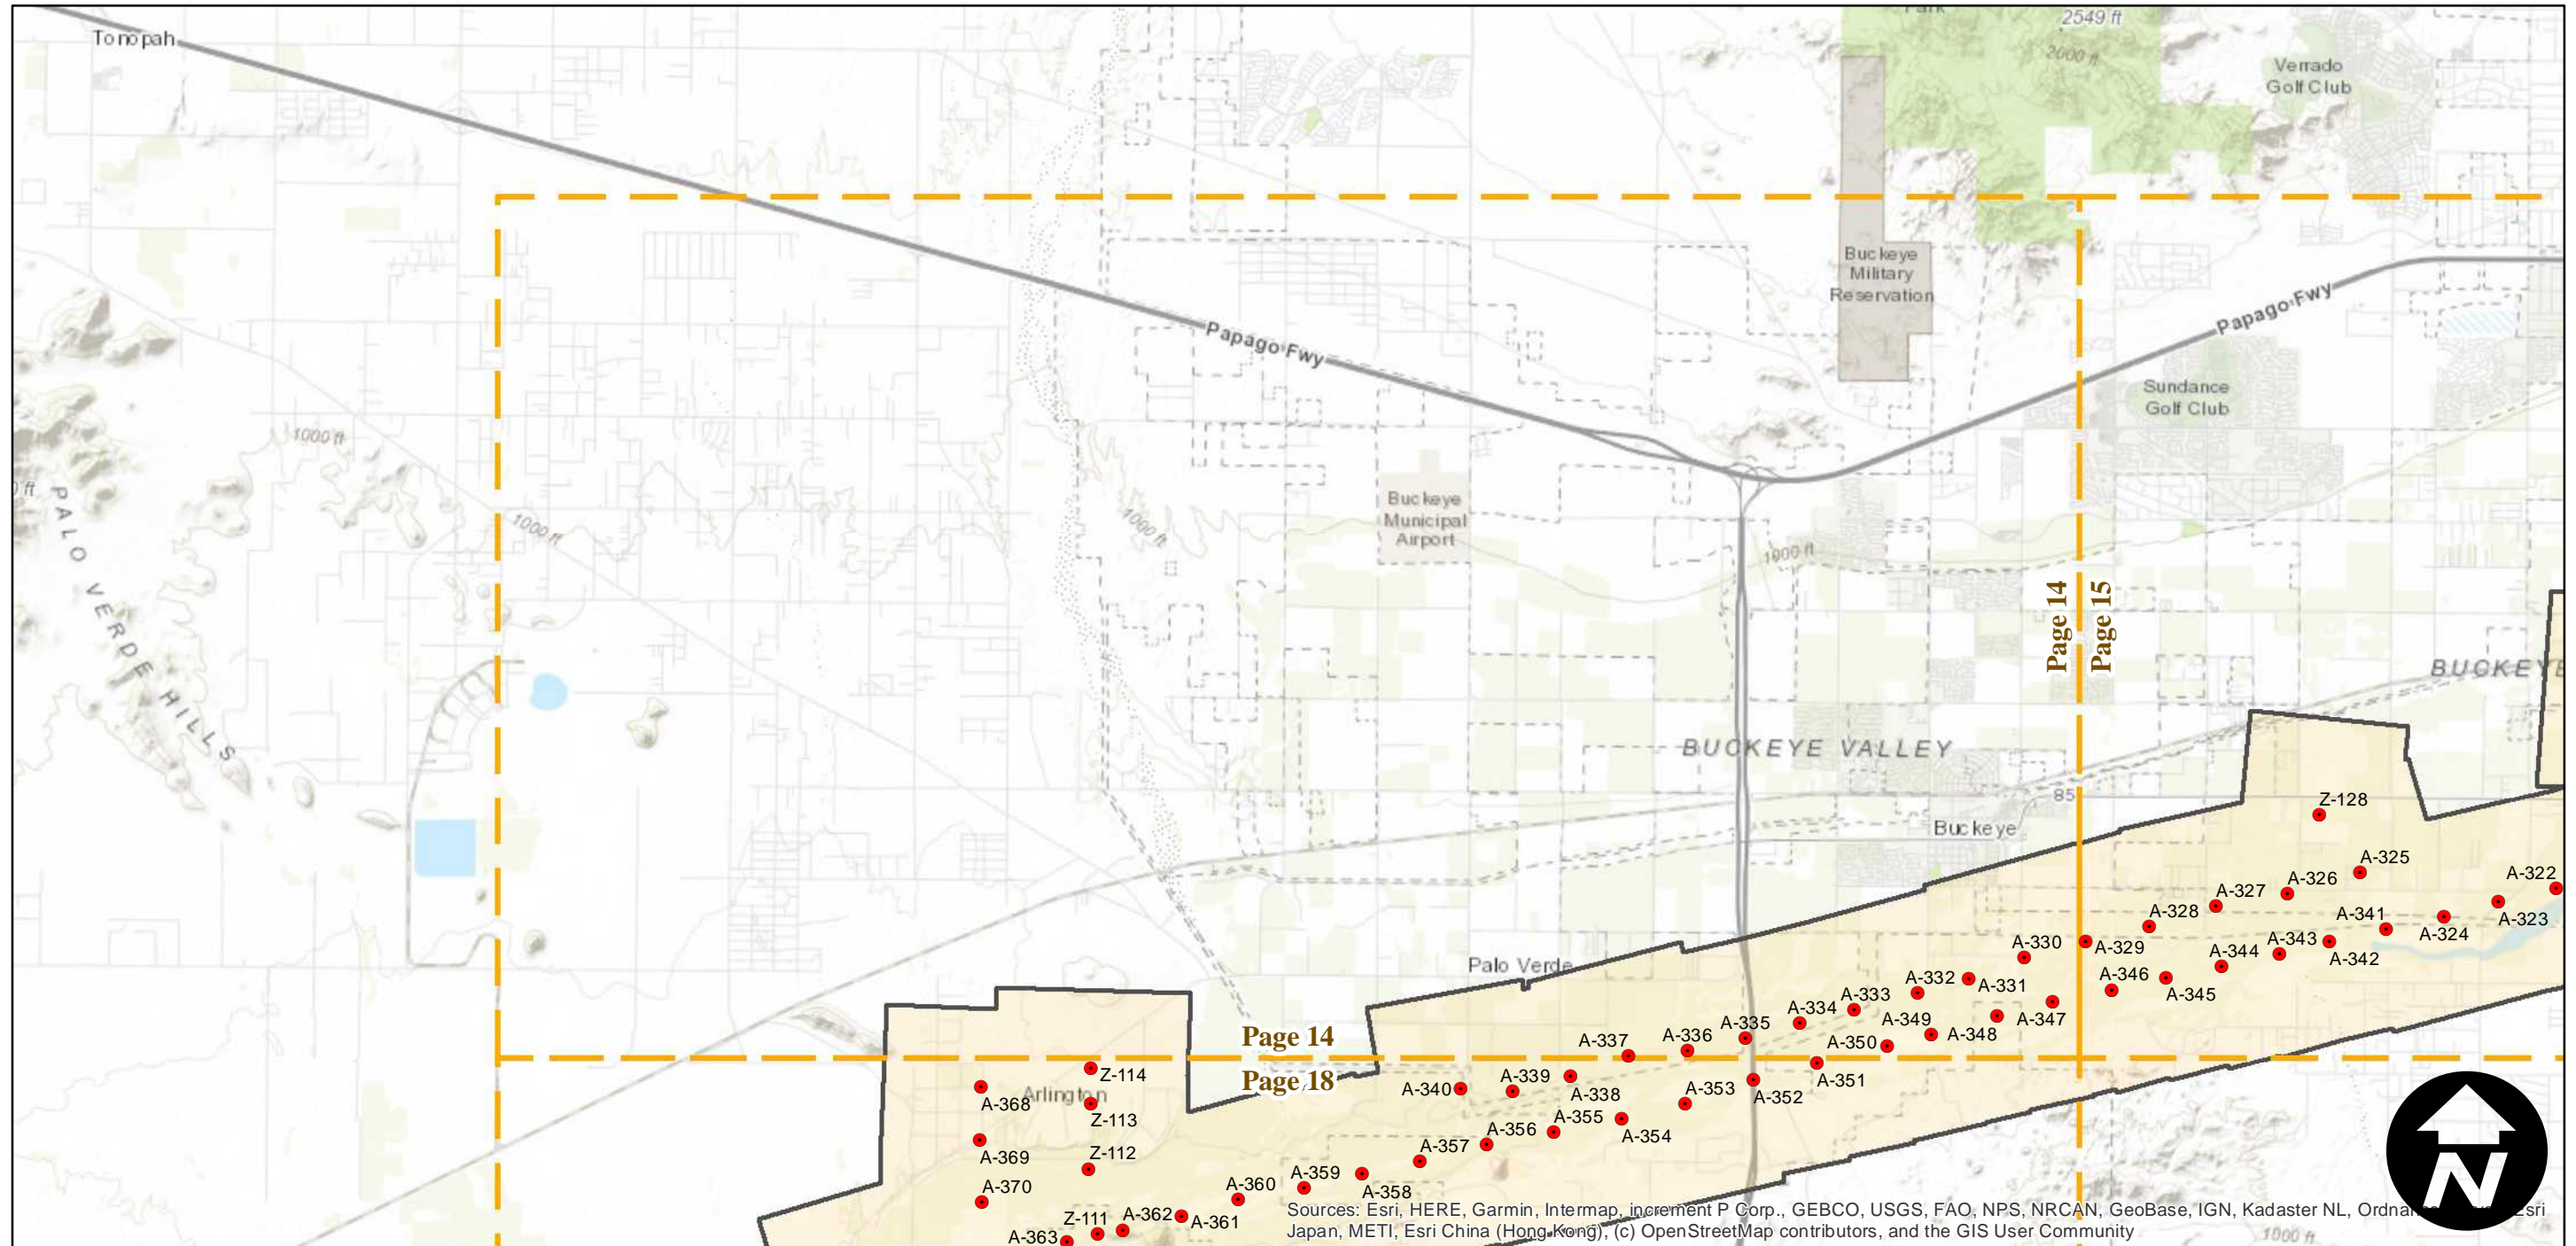 Park
2549 ft
2000 ft
Tonopah
Verrado
Golf Club
Buckeye
Military
Reservation
Papago Fwy
Papago Fwy
Sundance
Golf Club
1000 ft
PALO VERDE HILLS
1000 ft
1000 ft
Buckeye
Municipal
Airport
1000 ft
Page 14
Page 15
BUCKEYE
BUCKEYE VALLEY
85
Buckeye
Z-128
A-325
A-322
A-326
A-327
A-328
A-341
A-323
A-324
A-330
A-329
A-344
A-343
A-342
Palo Verde
A-332
A-331
A-346
A-345
A-333
A-334
A-349
A-347
A-335
A-348
Page 14
A-337
A-336
A-350
Z-114
Page 18
A-339
A-351
A-340
A-338
A-353
A-352
A-368
Arlington
Z-113
A-355
A-356
A-354
A-357
A-369
Z-112
A-370
A-360
A-359
A-358
Z-111
A-362
A-361
A-363
Sources: Esri, HERE, Garmin, Intermap, increment P Corp., GEBCO, USGS, FAO, NPS, NRCAN, GeoBase, IGN, Kadaster NL, Esri
Japan, METI, Esri China (Hong Kong), (c) OpenStreetMap contributors, and the GIS User Community
1000 ft
N